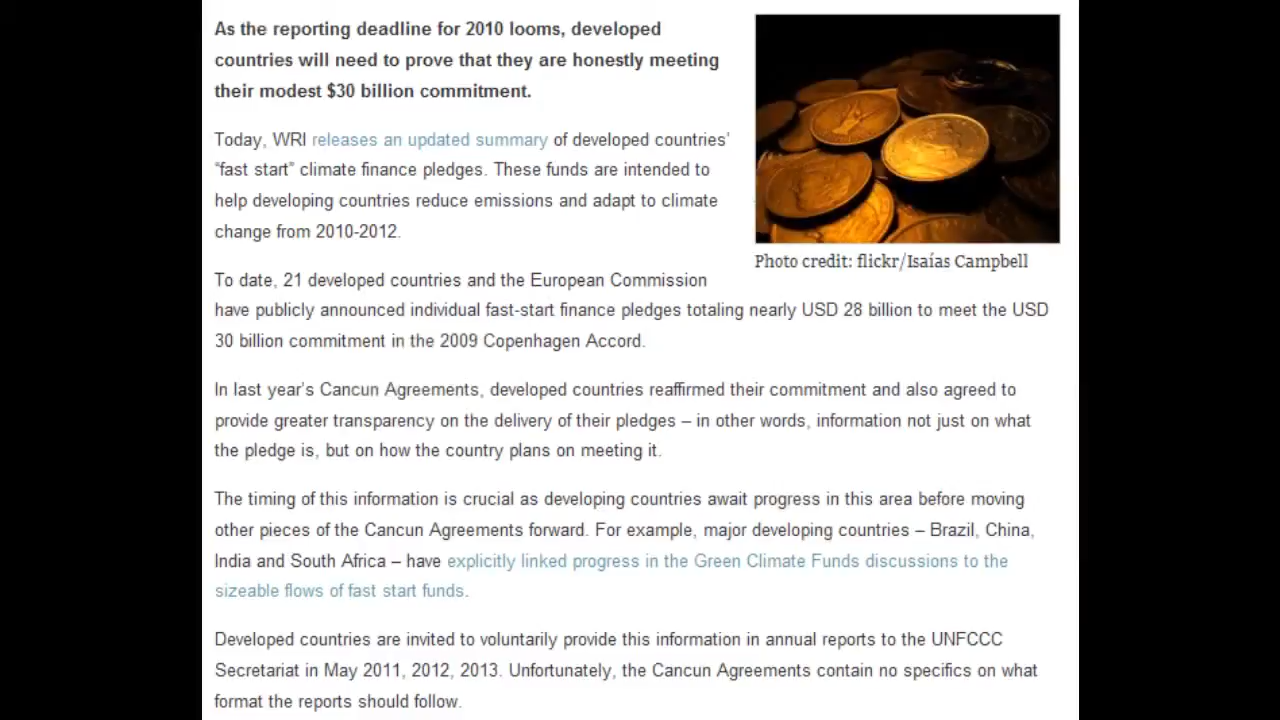 As the reporting deadline for 2010 looms, developed
countries will need to prove that they are honestly meeting
their modest $30 billion commitment.
Today, WRI releases an updated summary of developed countries'
“fast start” climate finance pledges. These funds are intended to
help developing countries reduce emissions and adapt to climate
change from 2010-2012.
Photo credit: flickr/Isaías Campbell
To date, 21 developed countries and the European Commission
have publicly announced individual fast-start finance pledges totaling nearly USD 28 billion to meet the USD
30 billion commitment in the 2009 Copenhagen Accord.
In last year's Cancun Agreements, developed countries reaffirmed their commitment and also agreed to
provide greater transparency on the delivery of their pledges – in other words, information not just on what
the pledge is, but on how the country plans on meeting it.
The timing of this information is crucial as developing countries await progress in this area before moving
other pieces of the Cancun Agreements forward. For example, major developing countries – Brazil, China,
India and South Africa – have explicitly linked progress in the Green Climate Funds discussions to the
sizeable flows of fast start funds.
Developed countries are invited to voluntarily provide this information in annual reports to the UNFCCC
Secretariat in May 2011, 2012, 2013. Unfortunately, the Cancun Agreements contain no specifics on what
format the reports should follow.